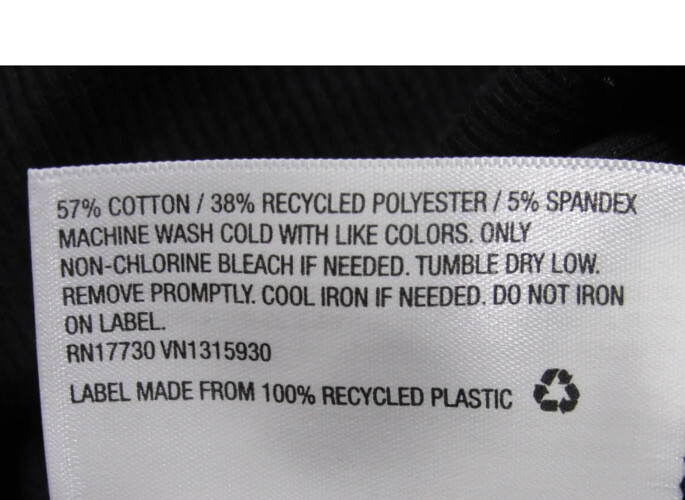 57% COTTON / 38% RECYCLED POLYESTER / 5% SPANDEX
MACHINE WASH COLD WITH LIKE COLORS. ONLY
NON-CHLORINE BLEACH IF NEEDED. TUMBLE DRY LOW.
REMOVE PROMPTLY. COOL IRON IF NEEDED. DO NOT IRON
ON LABEL.
RN17730 VN1315930
LABEL MADE FROM 100% RECYCLED PLASTIC